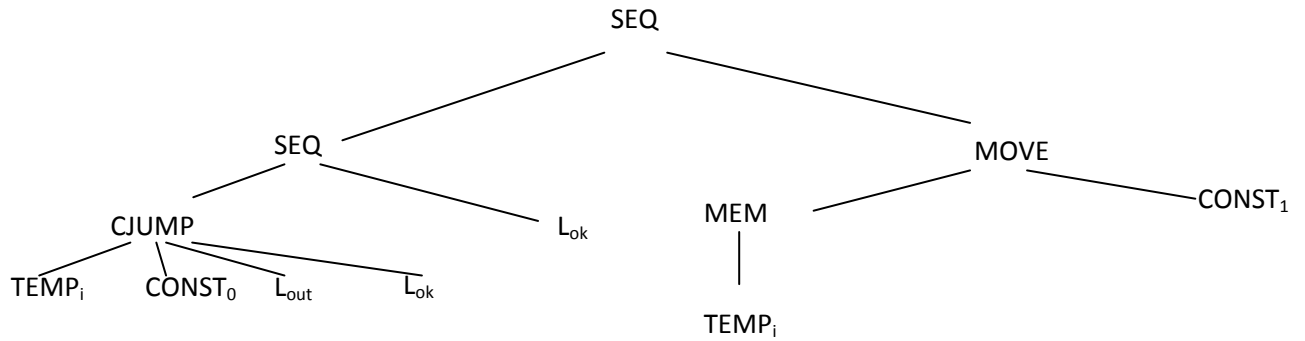 SEQ
SEQ
MOVE
MEM
CONST₁
CJUMP
Lₒₖ
TEMPᵢ CONST₀ Lₒᵤₜ Lₒₖ
TEMPᵢ